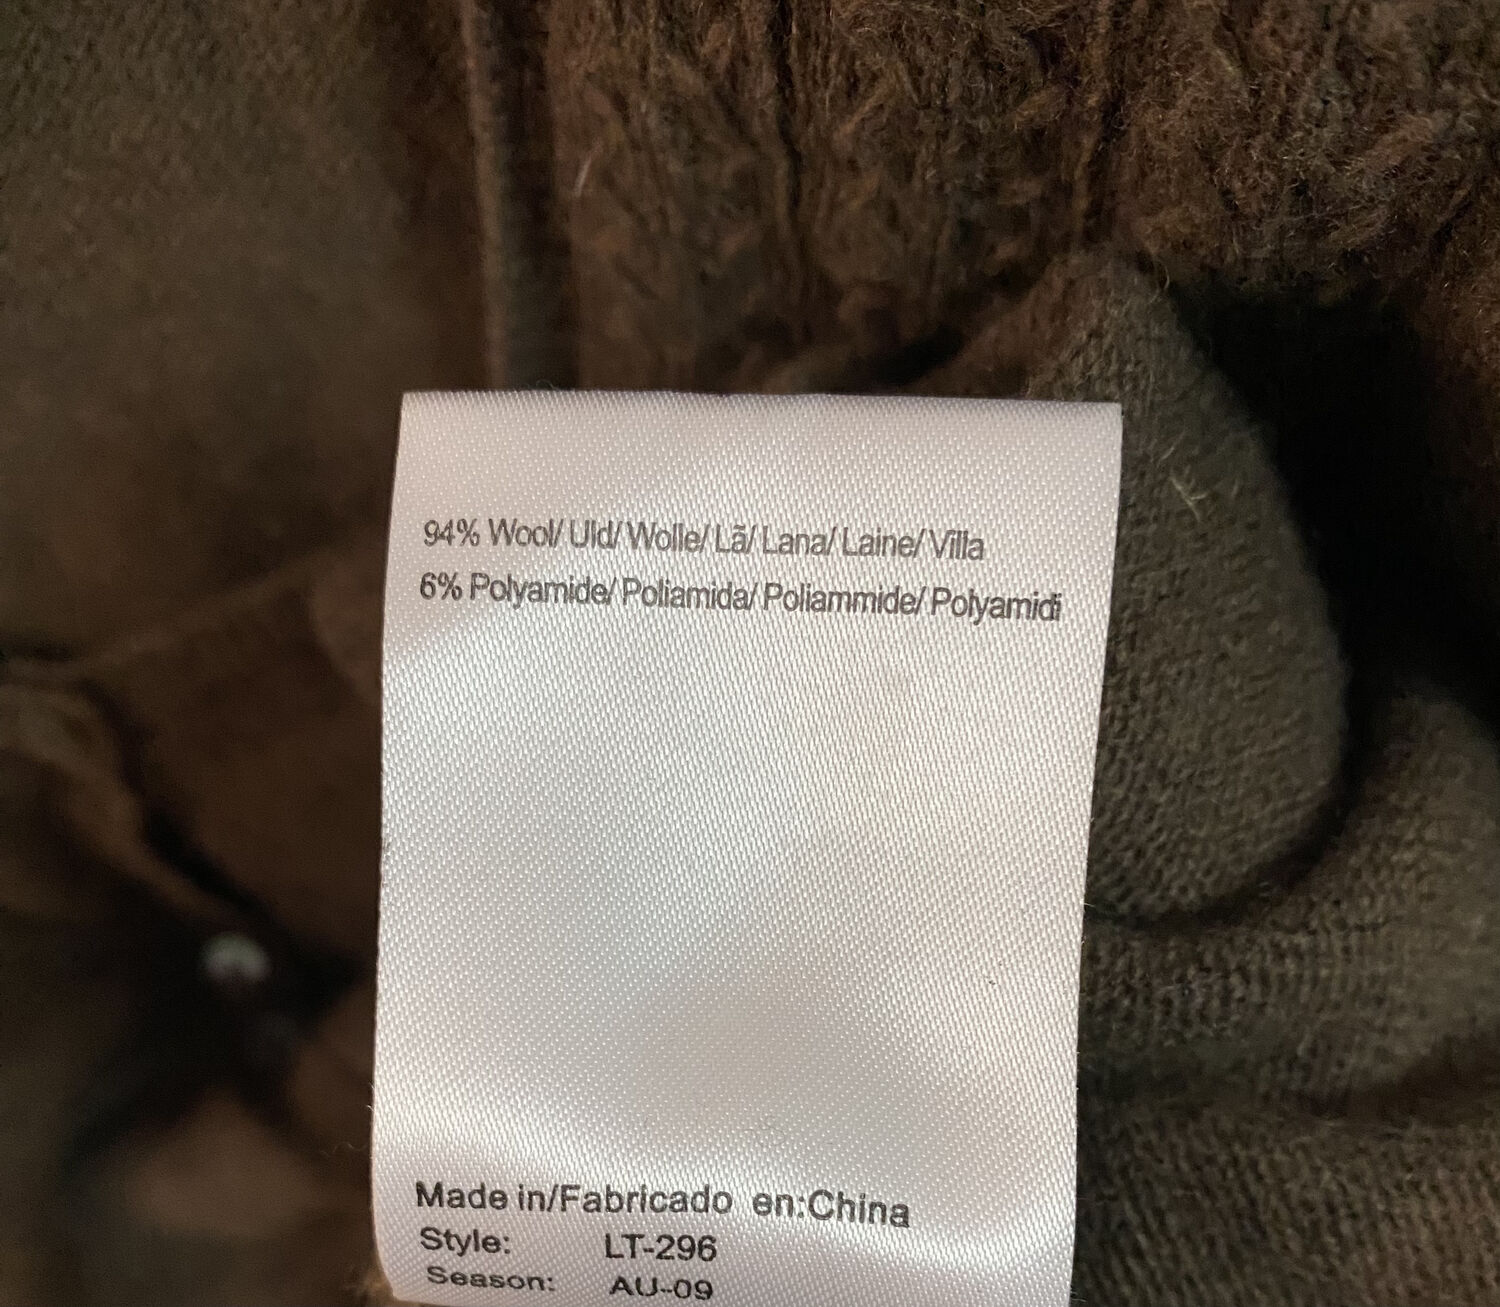 94% Wool/ Uld/ Wolle/ Lã/ Lana/ Laine/ Villa
6% Polyamide/ Poliamida/ Poliammide/ Polyamidi
Made in/Fabricado en:China
Style: LT-296
Season: AU-09